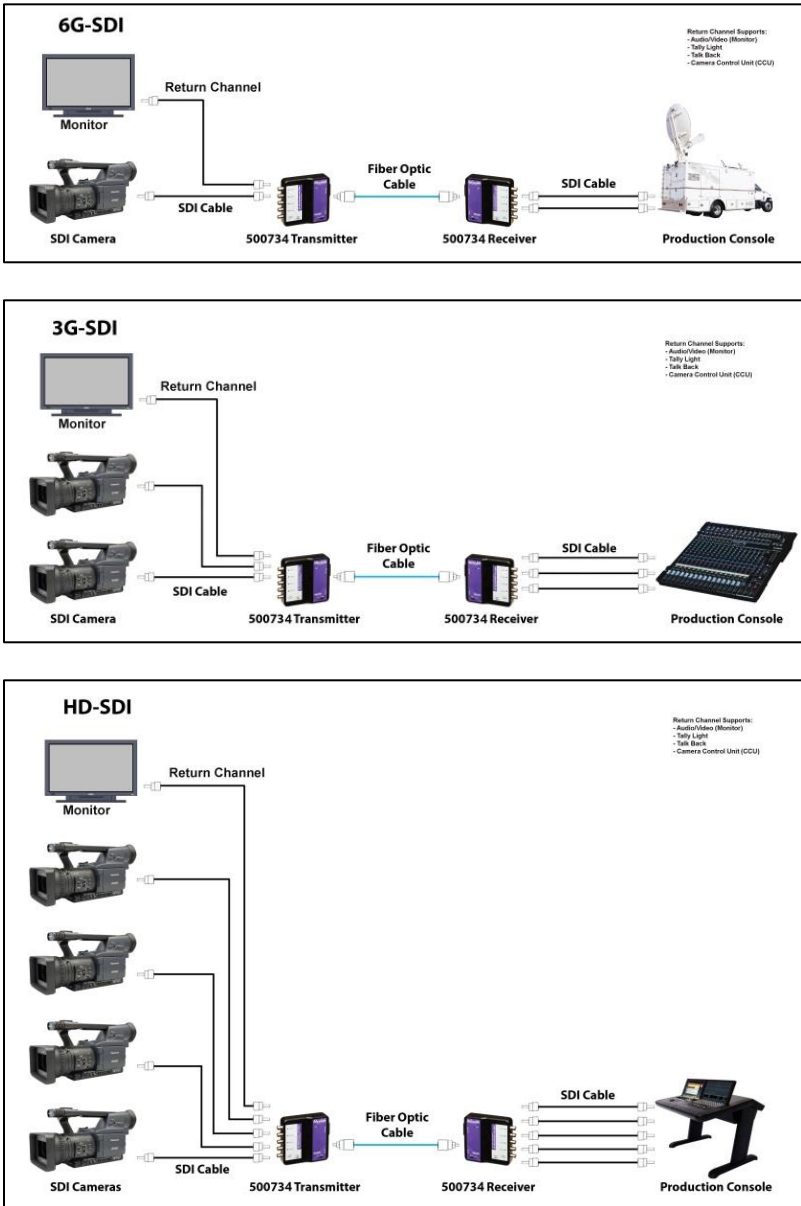 6G-SDI
Return Channel Supports:
- Audio/Video (Monitor)
- Tally Light
- Talk Back
- Camera Control Unit (CCU)
Return Channel
Monitor
Fiber Optic
Cable
SDI Cable
SDI Cable
SDI Camera
500734 Transmitter
500734 Receiver
Production Console
3G-SDI
Return Channel Supports:
- Audio/Video (Monitor)
- Tally Light
- Talk Back
- Camera Control Unit (CCU)
Return Channel
Monitor
Fiber Optic
Cable
SDI Cable
SDI Cable
SDI Camera
500734 Transmitter
500734 Receiver
Production Console
HD-SDI
Return Channel Supports:
- Audio/Video (Monitor)
- Tally Light
- Talk Back
- Camera Control Unit (CCU)
Return Channel
Monitor
SDI Cable
Fiber Optic
Cable
SDI Cable
SDI Cameras
500734 Transmitter
500734 Receiver
Production Console